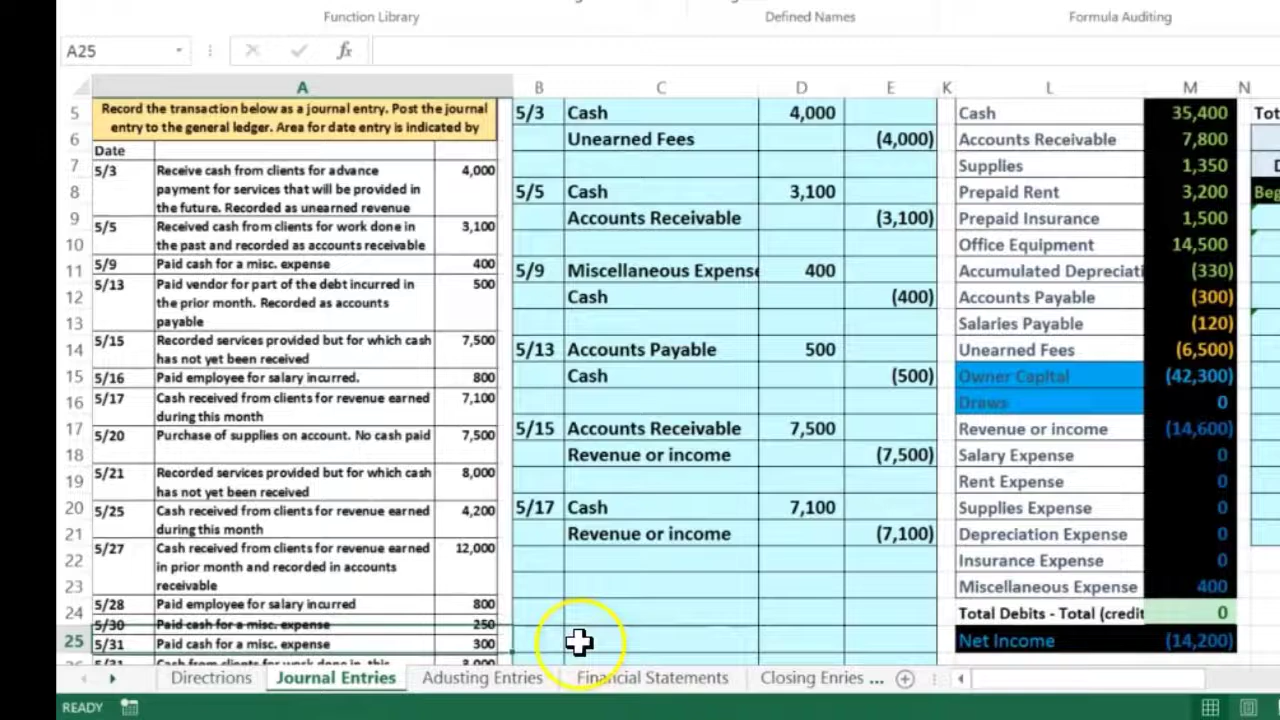 Function Library
Defined Names
Formula Auditing
A25
fx
A
B
C
D
E
K
L
M
N
5
6
7
8
9
10
11
12
13
14
15
16
17
18
19
20
21
22
23
24
25
Record the transaction below as a journal entry. Post the journal
entry to the general ledger. Area for date entry is indicated by
Date
5/3 Receive cash from clients for advance 4,000
payment for services that will be provided in
the future. Recorded as unearned revenue
5/5 Received cash from clients for work done in 3,100
the past and recorded as accounts receivable
5/9 Paid cash for a misc. expense 400
5/13 Paid vendor for part of the debt incurred in 500
the prior month. Recorded as accounts
payable
5/15 Recorded services provided but for which cash 7,500
has not yet been received
5/16 Paid employee for salary incurred. 800
5/17 Cash received from clients for revenue earned 7,100
during this month
5/20 Purchase of supplies on account. No cash paid 7,500
5/21 Recorded services provided but for which cash 8,000
has not yet been received
5/25 Cash received from clients for revenue earned 4,200
during this month
5/27 Cash received from clients for revenue earned 12,000
in prior month and recorded in accounts
receivable
5/28 Paid employee for salary incurred 800
5/30 Paid cash for a misc. expense 250
5/31 Paid cash for a misc. expense 300
5/3 Cash 4,000
Unearned Fees (4,000)
5/5 Cash 3,100
Accounts Receivable (3,100)
5/9 Miscellaneous Expense 400
Cash (400)
5/13 Accounts Payable 500
Cash (500)
5/15 Accounts Receivable 7,500
Revenue or income (7,500)
5/17 Cash 7,100
Revenue or income (7,100)
Cash 35,400
Accounts Receivable 7,800
Supplies 1,350
Prepaid Rent 3,200
Prepaid Insurance 1,500
Office Equipment 14,500
Accumulated Depreciati (330)
Accounts Payable (300)
Salaries Payable (120)
Unearned Fees (6,500)
Owner Capital (42,300)
Draws 0
Revenue or income (14,600)
Salary Expense 0
Rent Expense 0
Supplies Expense 0
Depreciation Expense 0
Insurance Expense 0
Miscellaneous Expense 400
Total Debits - Total (credit 0
Net Income (14,200)
Tot
D
Beg
Directions
Journal Entries
Adusting Entries
Financial Statements
Closing Enries ...
READY